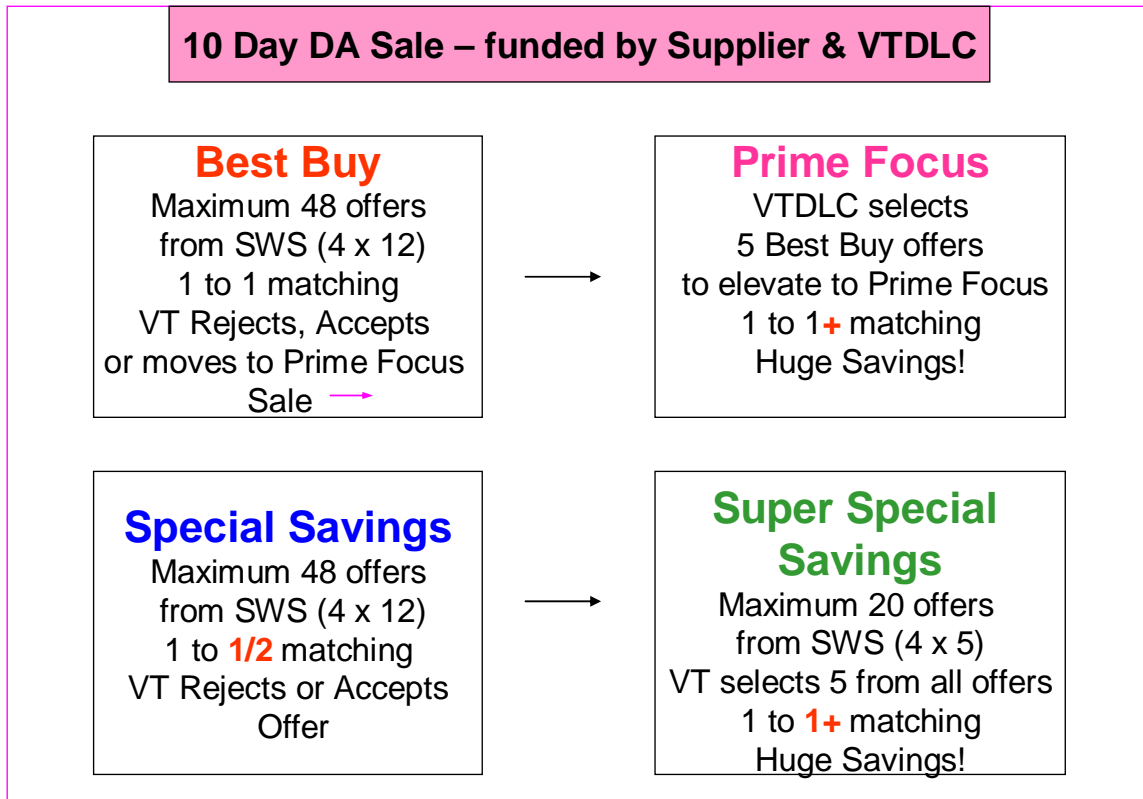 10 Day DA Sale – funded by Supplier & VTDLC
Best Buy
Maximum 48 offers
from SWS (4 x 12)
1 to 1 matching
VT Rejects, Accepts
or moves to Prime Focus
Sale
Prime Focus
VTDLC selects
5 Best Buy offers
to elevate to Prime Focus
1 to 1+ matching
Huge Savings!
Special Savings
Maximum 48 offers
from SWS (4 x 12)
1 to 1/2 matching
VT Rejects or Accepts
Offer
Super Special
Savings
Maximum 20 offers
from SWS (4 x 5)
VT selects 5 from all offers
1 to 1+ matching
Huge Savings!